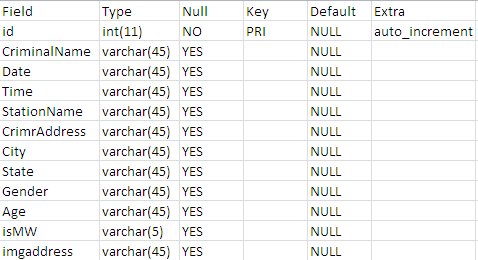 Field Type Null Key Default Extra
id int(11) NO PRI NULL auto_increment
CriminalName varchar(45) YES NULL
Date varchar(45) YES NULL
Time varchar(45) YES NULL
StationName varchar(45) YES NULL
CrimrAddress varchar(45) YES NULL
City varchar(45) YES NULL
State varchar(45) YES NULL
Gender varchar(45) YES NULL
Age varchar(45) YES NULL
isMW varchar(5) YES NULL
imgaddress varchar(45) YES NULL